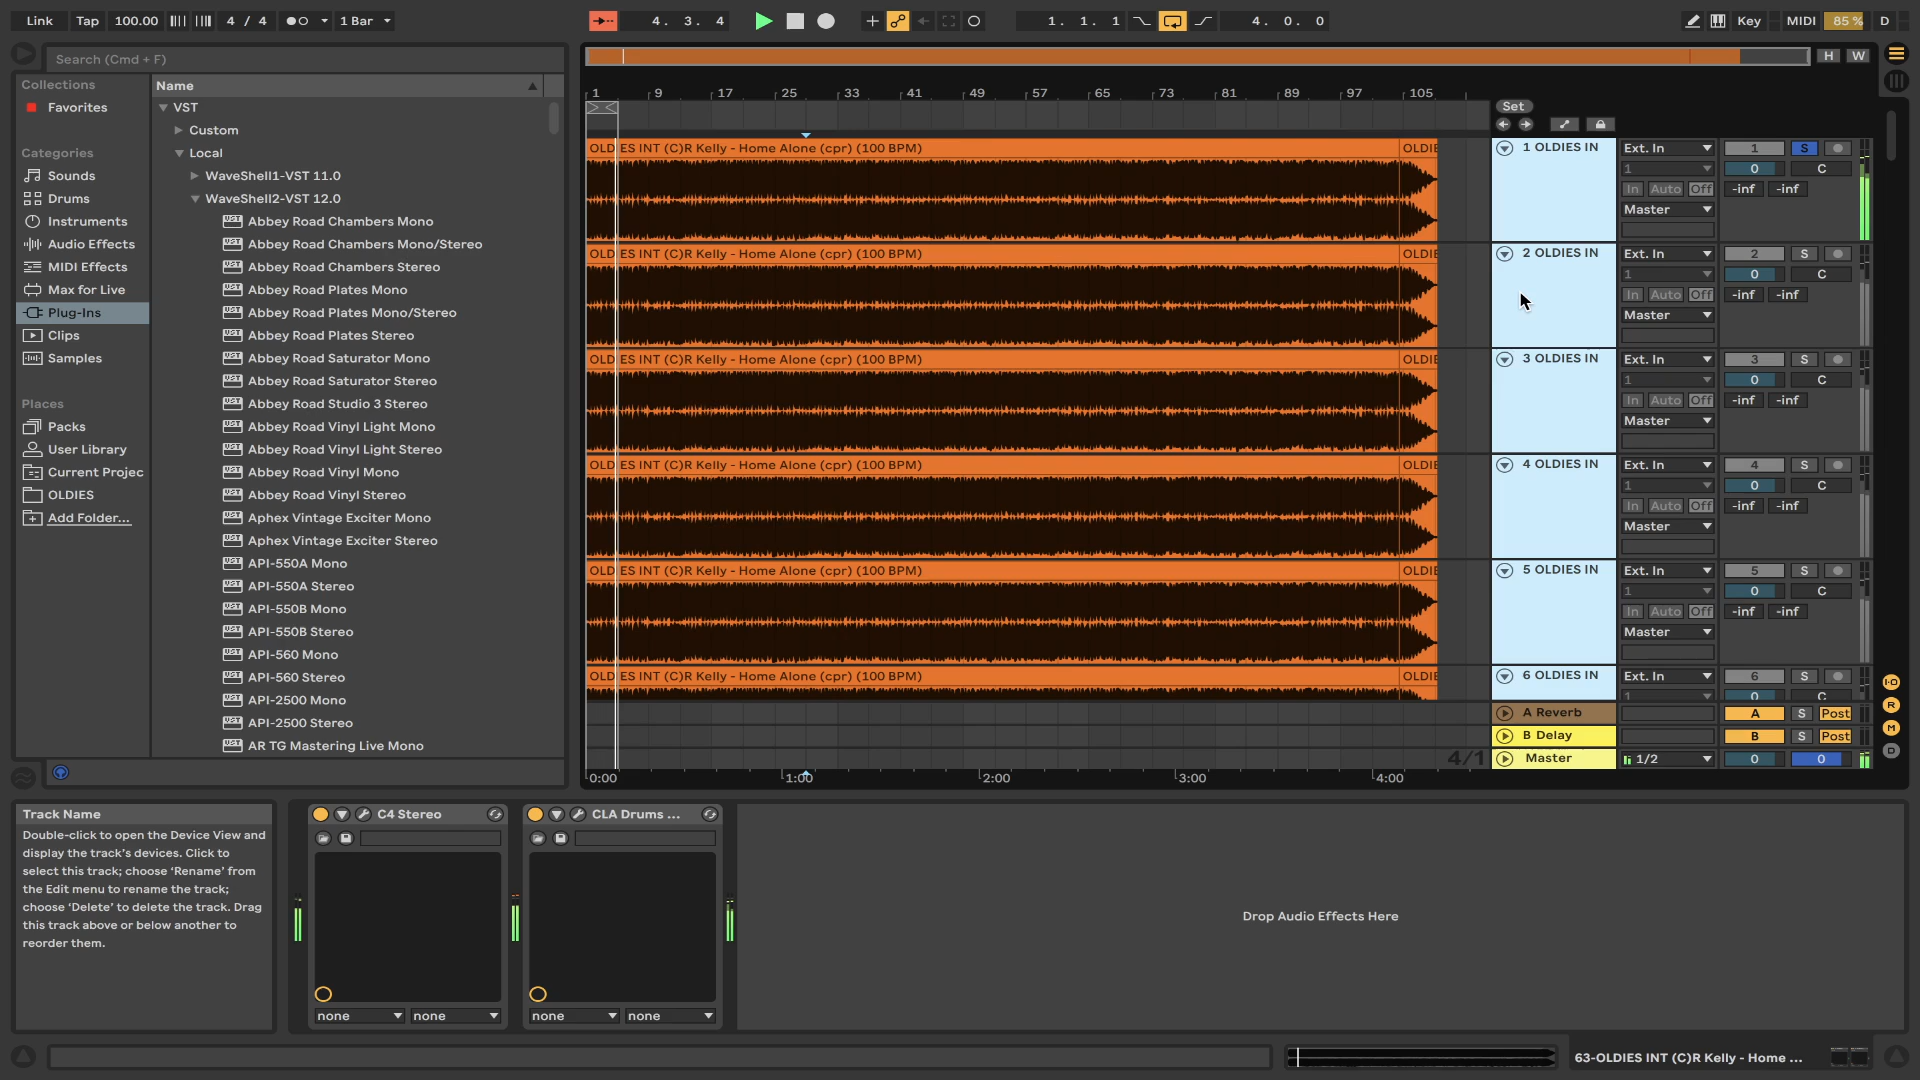 Link Tap 100.00 4 / 4 1 Bar 4. 3. 4 1. 1. 1 4. 0. 0 Key MIDI 85 % D
Search (Cmd + F)
H W
Collections
Favorites
Categories
Sounds
Drums
Instruments
Audio Effects
MIDI Effects
Max for Live
Plug-Ins
Clips
Samples
Places
Packs
User Library
Current Projec
OLDIES
Add Folder...
Name
VST
Custom
Local
WaveShell1-VST 11.0
WaveShell2-VST 12.0
Abbey Road Chambers Mono
Abbey Road Chambers Mono/Stereo
Abbey Road Chambers Stereo
Abbey Road Plates Mono
Abbey Road Plates Mono/Stereo
Abbey Road Plates Stereo
Abbey Road Saturator Mono
Abbey Road Saturator Stereo
Abbey Road Studio 3 Stereo
Abbey Road Vinyl Light Mono
Abbey Road Vinyl Light Stereo
Abbey Road Vinyl Mono
Abbey Road Vinyl Stereo
Aphex Vintage Exciter Mono
Aphex Vintage Exciter Stereo
API-550A Mono
API-550A Stereo
API-550B Mono
API-550B Stereo
API-560 Mono
API-560 Stereo
API-2500 Mono
API-2500 Stereo
AR TG Mastering Live Mono
1 9 17 25 33 41 49 57 65 73 81 89 97 105
Set
OLDIES INT (C)R Kelly - Home Alone (cpr) (100 BPM) OLDIE
1 OLDIES IN Ext. In 1 S
1 0 C
In Auto Off -inf -inf
Master
OLDIES INT (C)R Kelly - Home Alone (cpr) (100 BPM) OLDIE
2 OLDIES IN Ext. In 2 S
1 0 C
In Auto Off -inf -inf
Master
OLDIES INT (C)R Kelly - Home Alone (cpr) (100 BPM) OLDIE
3 OLDIES IN Ext. In 3 S
1 0 C
In Auto Off -inf -inf
Master
OLDIES INT (C)R Kelly - Home Alone (cpr) (100 BPM) OLDIE
4 OLDIES IN Ext. In 4 S
1 0 C
In Auto Off -inf -inf
Master
OLDIES INT (C)R Kelly - Home Alone (cpr) (100 BPM) OLDIE
5 OLDIES IN Ext. In 5 S
1 0 C
In Auto Off -inf -inf
Master
OLDIES INT (C)R Kelly - Home Alone (cpr) (100 BPM) OLDIE
6 OLDIES IN Ext. In 6 S
1 0 C
A Reverb A S Post
B Delay B S Post
4/1 Master 1/2 0 0
0:00 1:00 2:00 3:00 4:00
I·O
R
M
D
Track Name
Double-click to open the Device View and
display the track's devices. Click to
select this track; choose ‘Rename’ from
the Edit menu to rename the track;
choose ‘Delete’ to delete the track. Drag
this track above or below another to
reorder them.
C4 Stereo
none none
CLA Drums ...
none none
Drop Audio Effects Here
63-OLDIES INT (C)R Kelly - Home ...